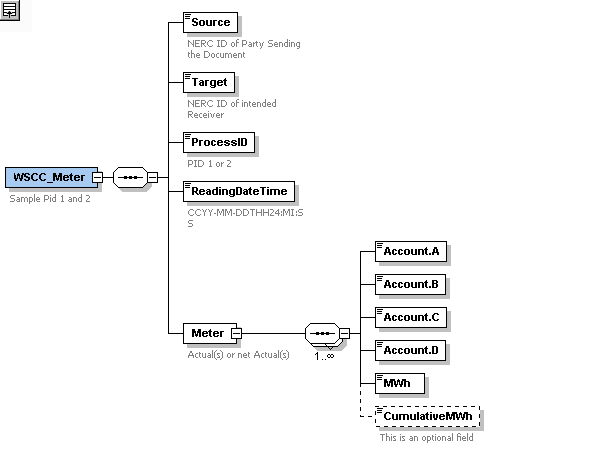 Source
NERC ID of Party Sending
the Document
Target
NERC ID of intended
Receiver
ProcessID
PID 1 or 2
WSCC_Meter
Sample Pid 1 and 2
ReadingDateTime
CCYY-MM-DDTHH24:MI:S
S
Meter
Actual(s) or net Actual(s)
1..∞
Account.A
Account.B
Account.C
Account.D
MWh
CumulativeMWh
This is an optional field